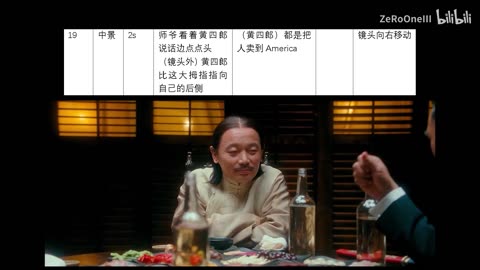 ZeRoOneIII bilibili
19 中景 2s 师爷看着黄四郎 （黄四郎）都是把 镜头向右移动
说话边点点头 人卖到 America
（镜头外）黄四郎
比这大拇指指向
自己的后侧